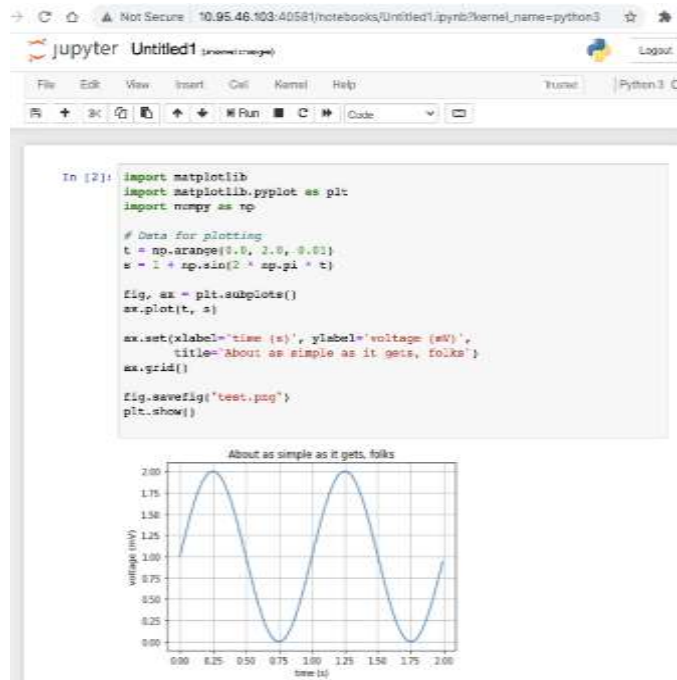 Not Secure 10.95.46.103:40581/notebooks/Untitled1.ipynb?kernel_name=python3
jupyter Untitled1 (unsaved changes)
Logout
File Edit View Insert Cell Kernel Help Trusted Python 3
Run Code
In [2]: import matplotlib
import matplotlib.pyplot as plt
import numpy as np
# Data for plotting
t = np.arange(0.0, 2.0, 0.01)
s = 1 + np.sin(2 * np.pi * t)
fig, ax = plt.subplots()
ax.plot(t, s)
ax.set(xlabel='time (s)', ylabel='voltage (mV)',
title='About as simple as it gets, folks')
ax.grid()
fig.savefig("test.png")
plt.show()
About as simple as it gets, folks
2.00
1.75
1.50
1.25
1.00
0.75
0.50
0.25
0.00
voltage (mV)
0.00 0.25 0.50 0.75 1.00 1.25 1.50 1.75 2.00
time (s)